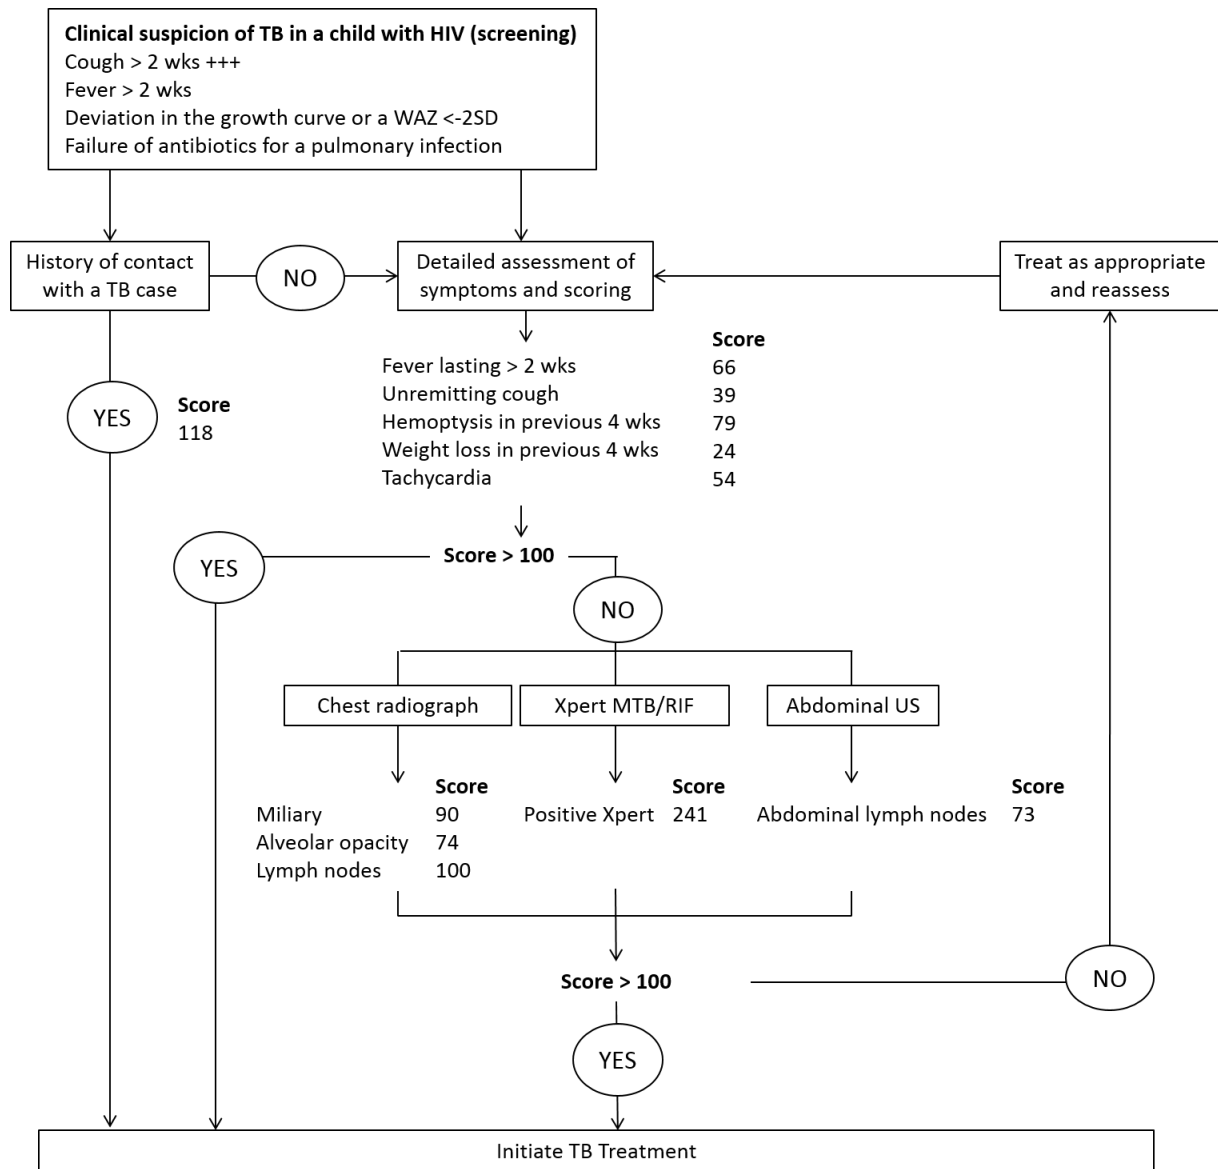 Clinical suspicion of TB in a child with HIV (screening)
Cough > 2 wks +++
Fever > 2 wks
Deviation in the growth curve or a WAZ <-2SD
Failure of antibiotics for a pulmonary infection
History of contact
with a TB case
NO
Detailed assessment of
symptoms and scoring
Treat as appropriate
and reassess
YES
Score
118
Score
Fever lasting > 2 wks 66
Unremitting cough 39
Hemoptysis in previous 4 wks 79
Weight loss in previous 4 wks 24
Tachycardia 54
Score > 100
YES
NO
Chest radiograph
Xpert MTB/RIF
Abdominal US
Score
Miliary 90
Alveolar opacity 74
Lymph nodes 100
Score
Positive Xpert 241
Score
Abdominal lymph nodes 73
Score > 100
NO
YES
Initiate TB Treatment